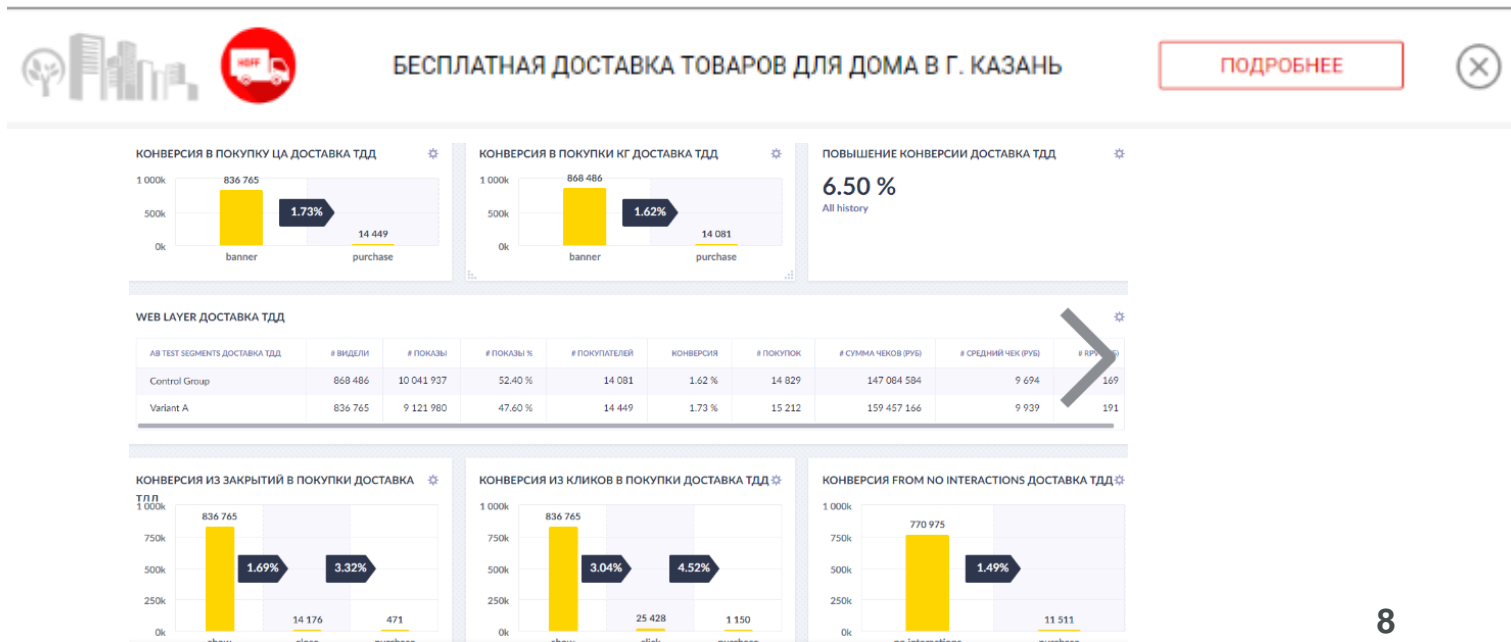 HOFF
БЕСПЛАТНАЯ ДОСТАВКА ТОВАРОВ ДЛЯ ДОМА В Г. КАЗАНЬ
ПОДРОБНЕЕ
КОНВЕРСИЯ В ПОКУПКУ ЦА ДОСТАВКА ТДД
1 000k
500k
0k
836 765
1.73%
14 449
banner
purchase
КОНВЕРСИЯ В ПОКУПКИ КГ ДОСТАВКА ТДД
1 000k
500k
0k
868 486
1.62%
14 081
banner
purchase
ПОВЫШЕНИЕ КОНВЕРСИИ ДОСТАВКА ТДД
6.50 %
All history
WEB LAYER ДОСТАВКА ТДД
AB TEST SEGMENTS ДОСТАВКА ТДД # ВИДЕЛИ # ПОКАЗЫ # ПОКАЗЫ % # ПОКУПАТЕЛЕЙ КОНВЕРСИЯ # ПОКУПОК # СУММА ЧЕКОВ (РУБ) # СРЕДНИЙ ЧЕК (РУБ)
Control Group 868 486 10 041 937 52.40 % 14 081 1.62 % 14 829 147 084 584 9 694 169
Variant A 836 765 9 121 980 47.60 % 14 449 1.73 % 15 212 159 457 166 9 939 191
КОНВЕРСИЯ ИЗ ЗАКРЫТИЙ В ПОКУПКИ ДОСТАВКА
ТДД
1 000k
750k
500k
250k
0k
836 765
1.69%
14 176
3.32%
471
show
close
purchase
КОНВЕРСИЯ ИЗ КЛИКОВ В ПОКУПКИ ДОСТАВКА ТДД
1 000k
750k
500k
250k
0k
836 765
3.04%
25 428
4.52%
1 150
show
click
purchase
КОНВЕРСИЯ FROM NO INTERACTIONS ДОСТАВКА ТДД
1 000k
750k
500k
250k
0k
770 975
1.49%
11 511
no interactions
purchase
8